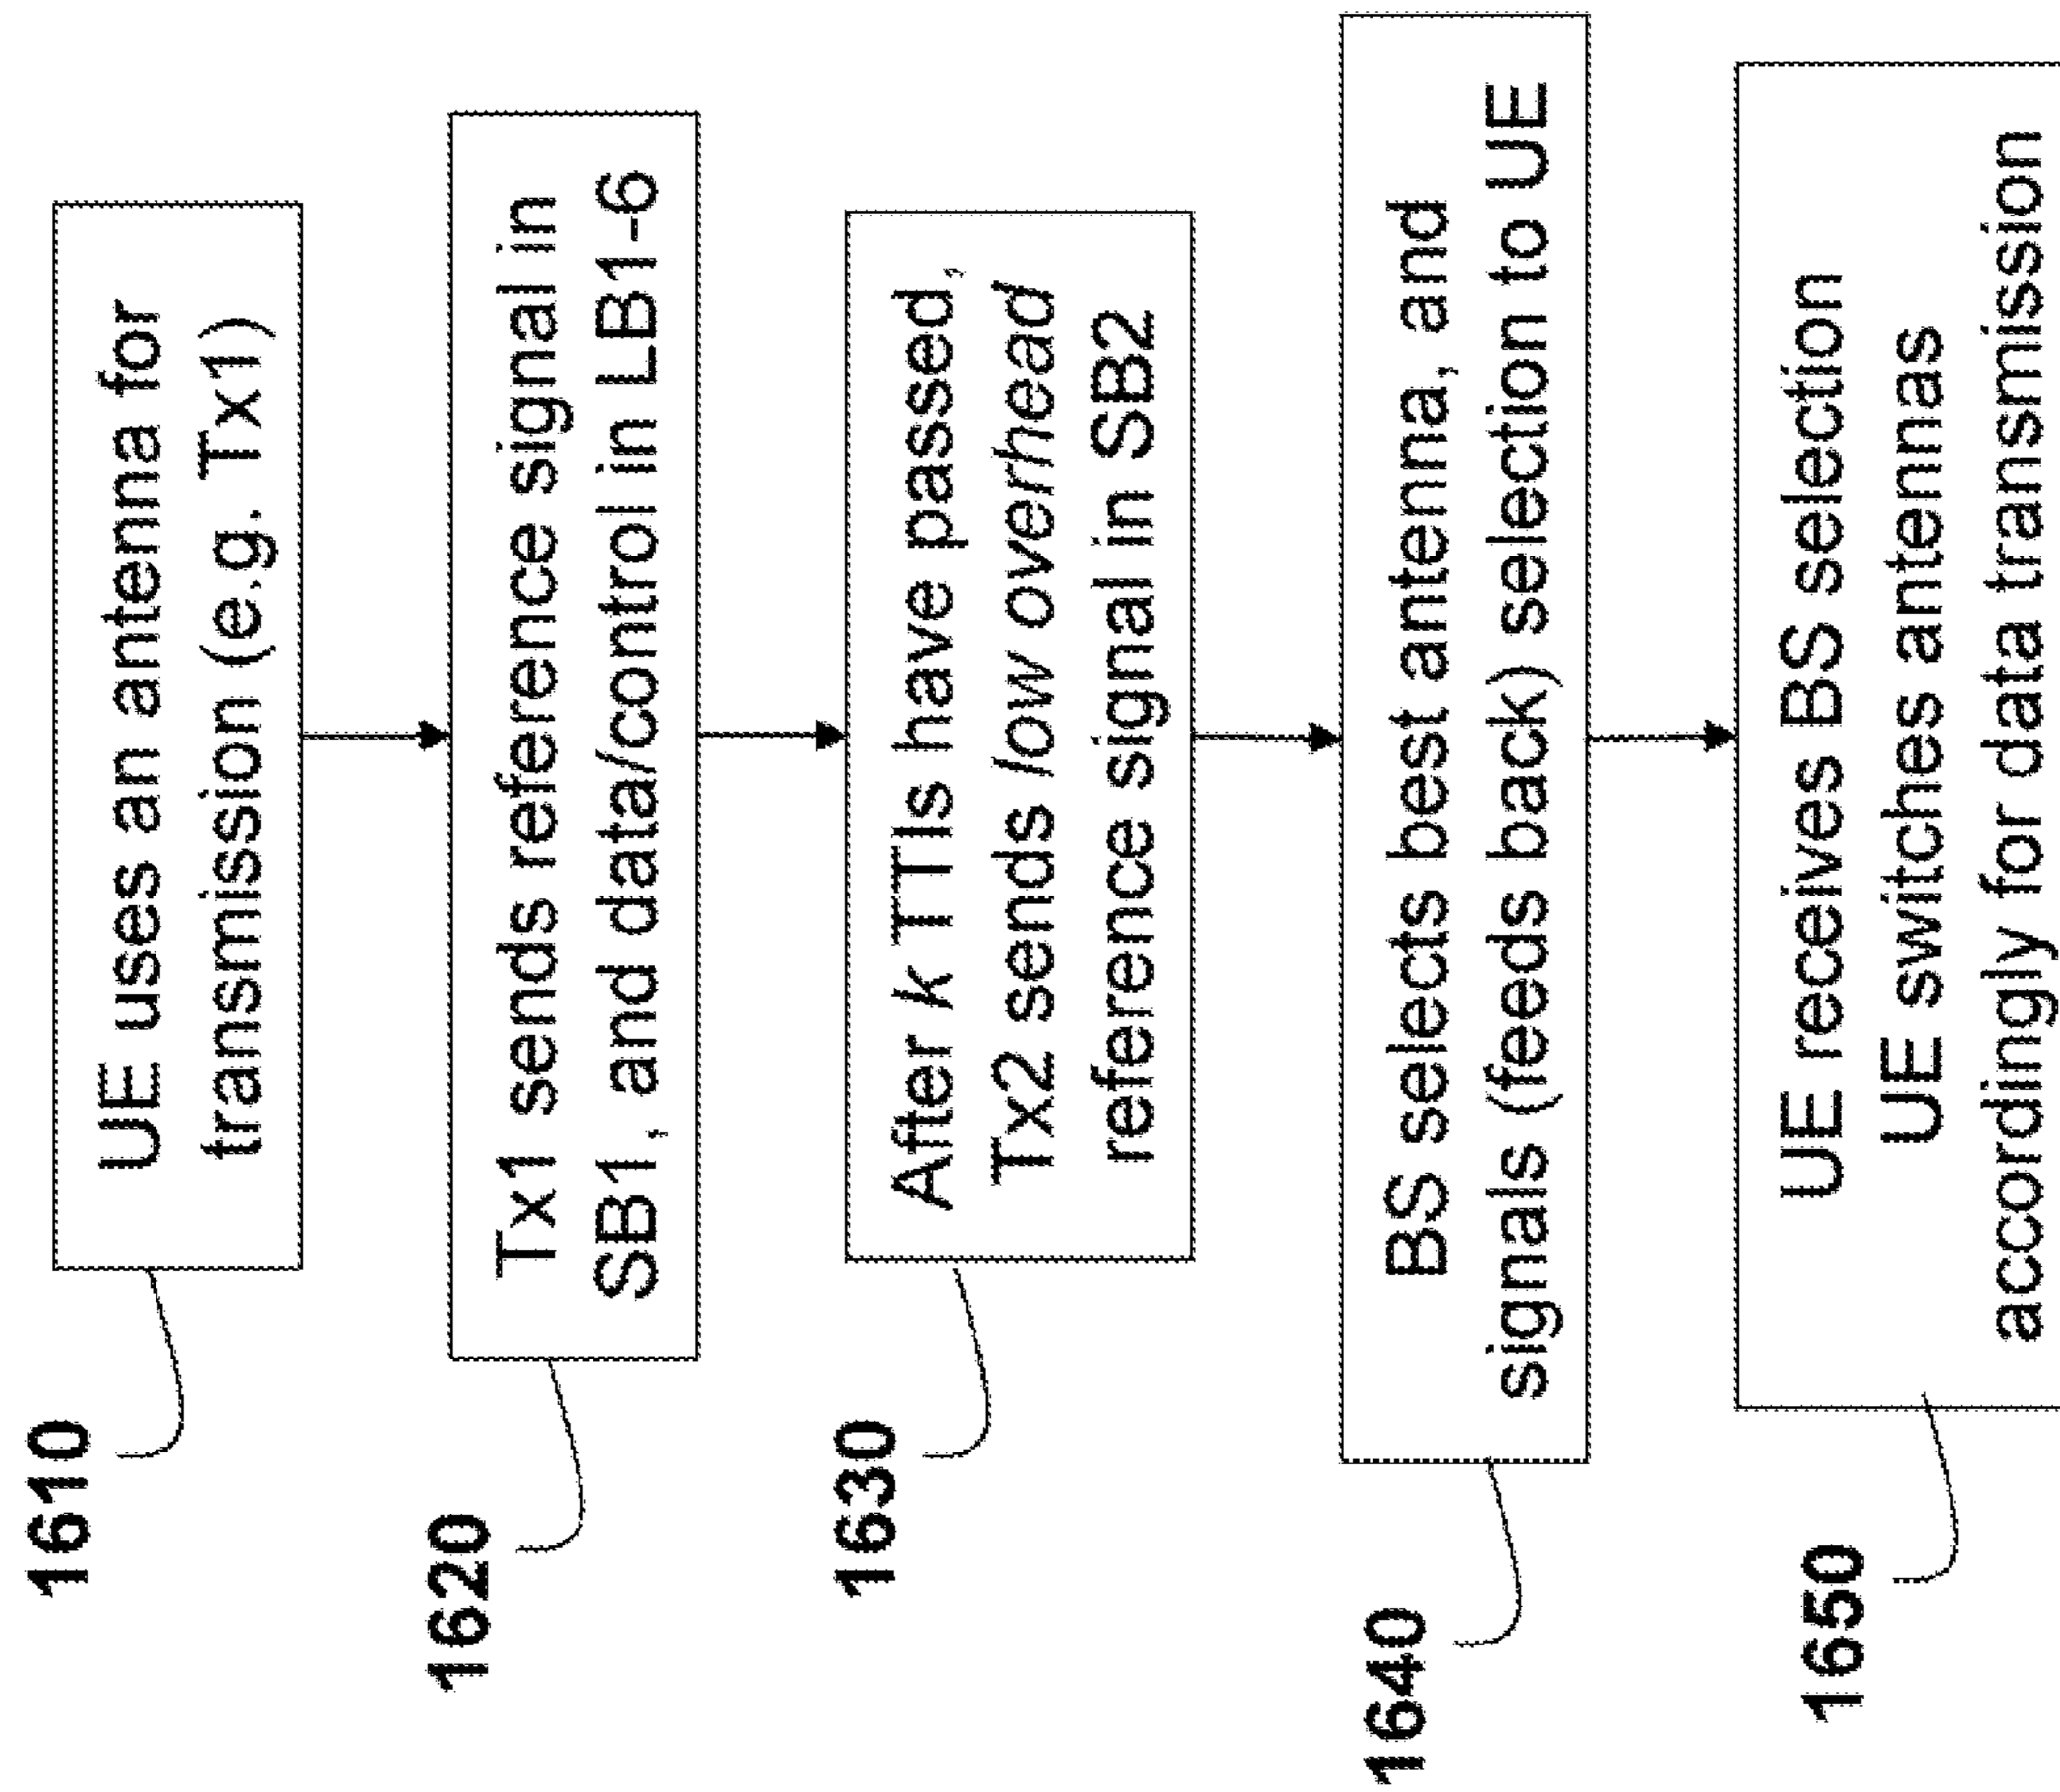 1610
UE uses an antenna for
transmission (e.g. Tx1)
1620
Tx1 sends reference signal in
SB1, and data/control in LB1-6
1630
After k TTIs have passed,
Tx2 sends low overhead
reference signal in SB2
1640
BS selects best antenna, and
signals (feeds back) selection to UE
1650
UE receives BS selection
UE switches antennas
accordingly for data transmission